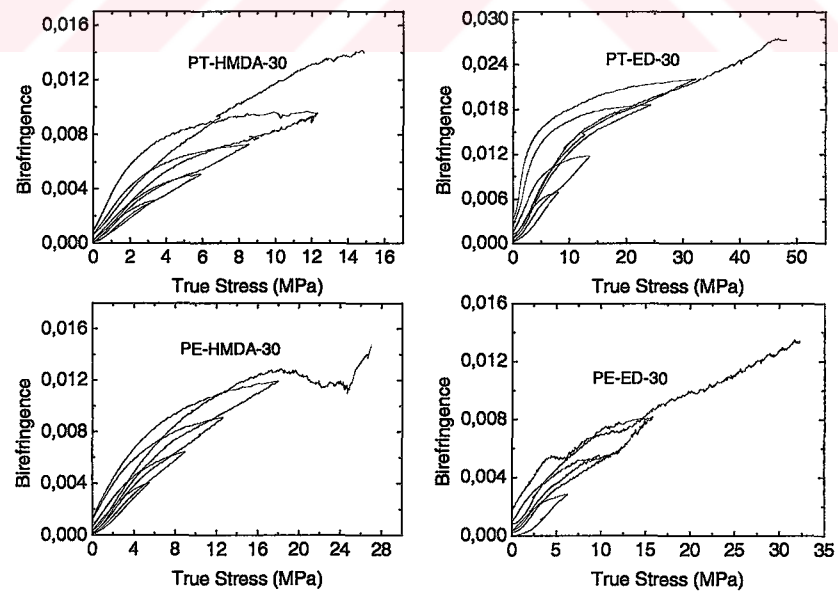 PT-HMDA-30
Birefringence
0,016
0,012
0,008
0,004
0,000
0 2 4 6 8 10 12 14 16
True Stress (MPa)
PT-ED-30
Birefringence
0,030
0,024
0,018
0,012
0,006
0,000
0 10 20 30 40 50
True Stress (MPa)
PE-HMDA-30
Birefringence
0,016
0,012
0,008
0,004
0,000
0 4 8 12 16 20 24 28
True Stress (MPa)
PE-ED-30
Birefringence
0,016
0,012
0,008
0,004
0,000
0 5 10 15 20 25 30 35
True Stress (MPa)